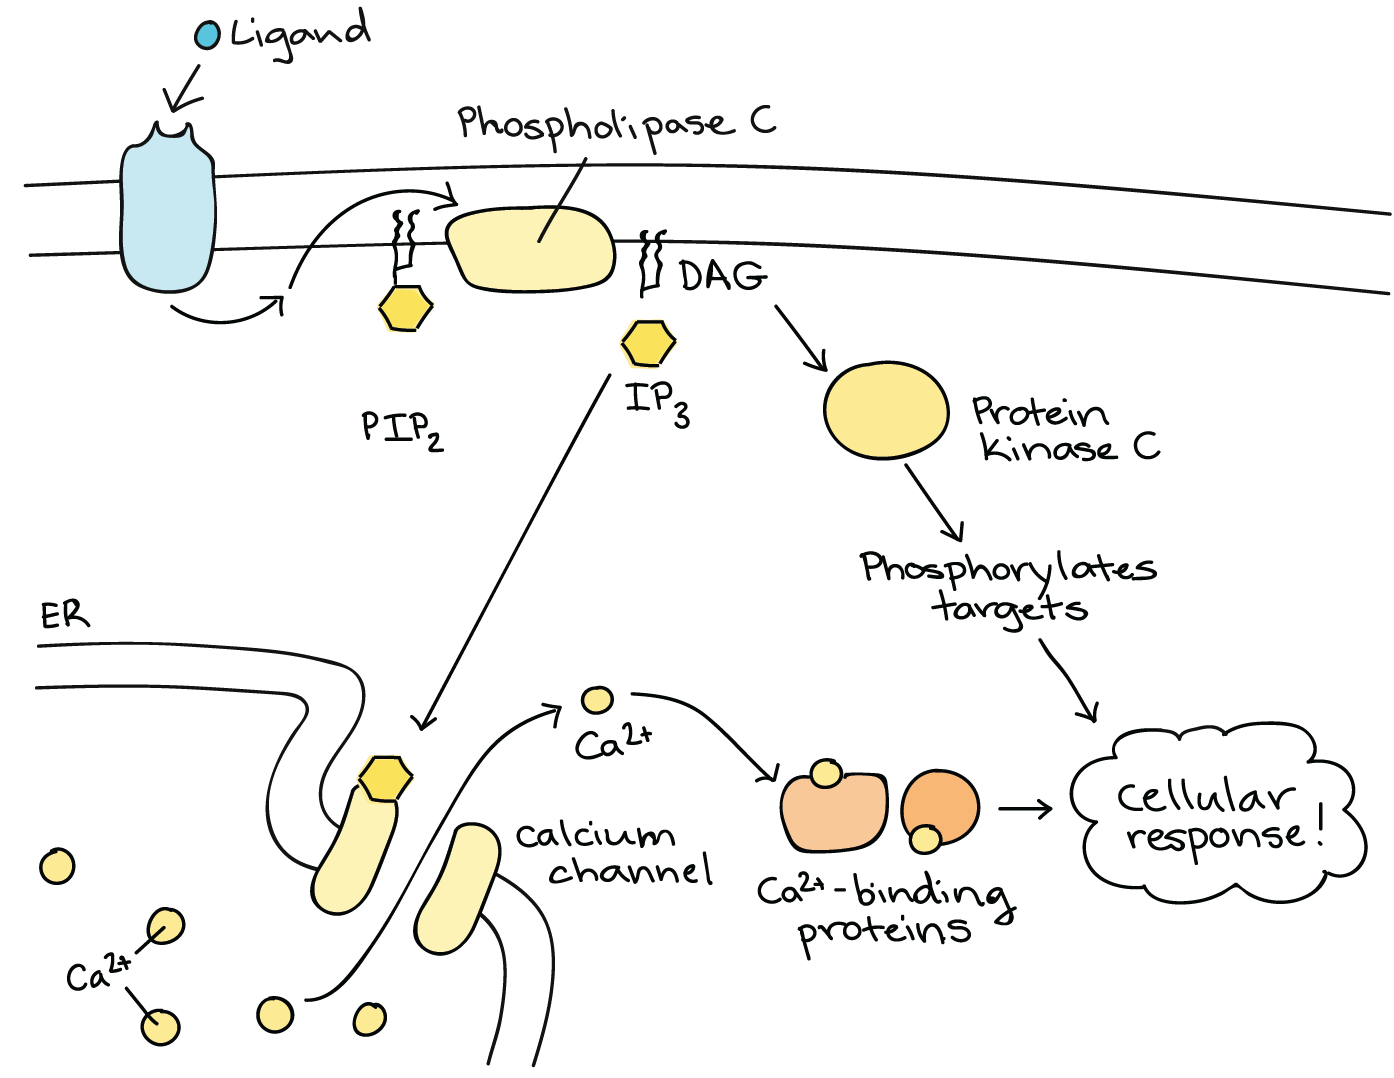 Ligand
Phospholipase C
DAG
IP3
PIP2
Protein
kinase C
Phosphorylates
targets
ER
Ca2+
calcium
channel
Ca2+-binding
proteins
cellular
response!
Ca2+